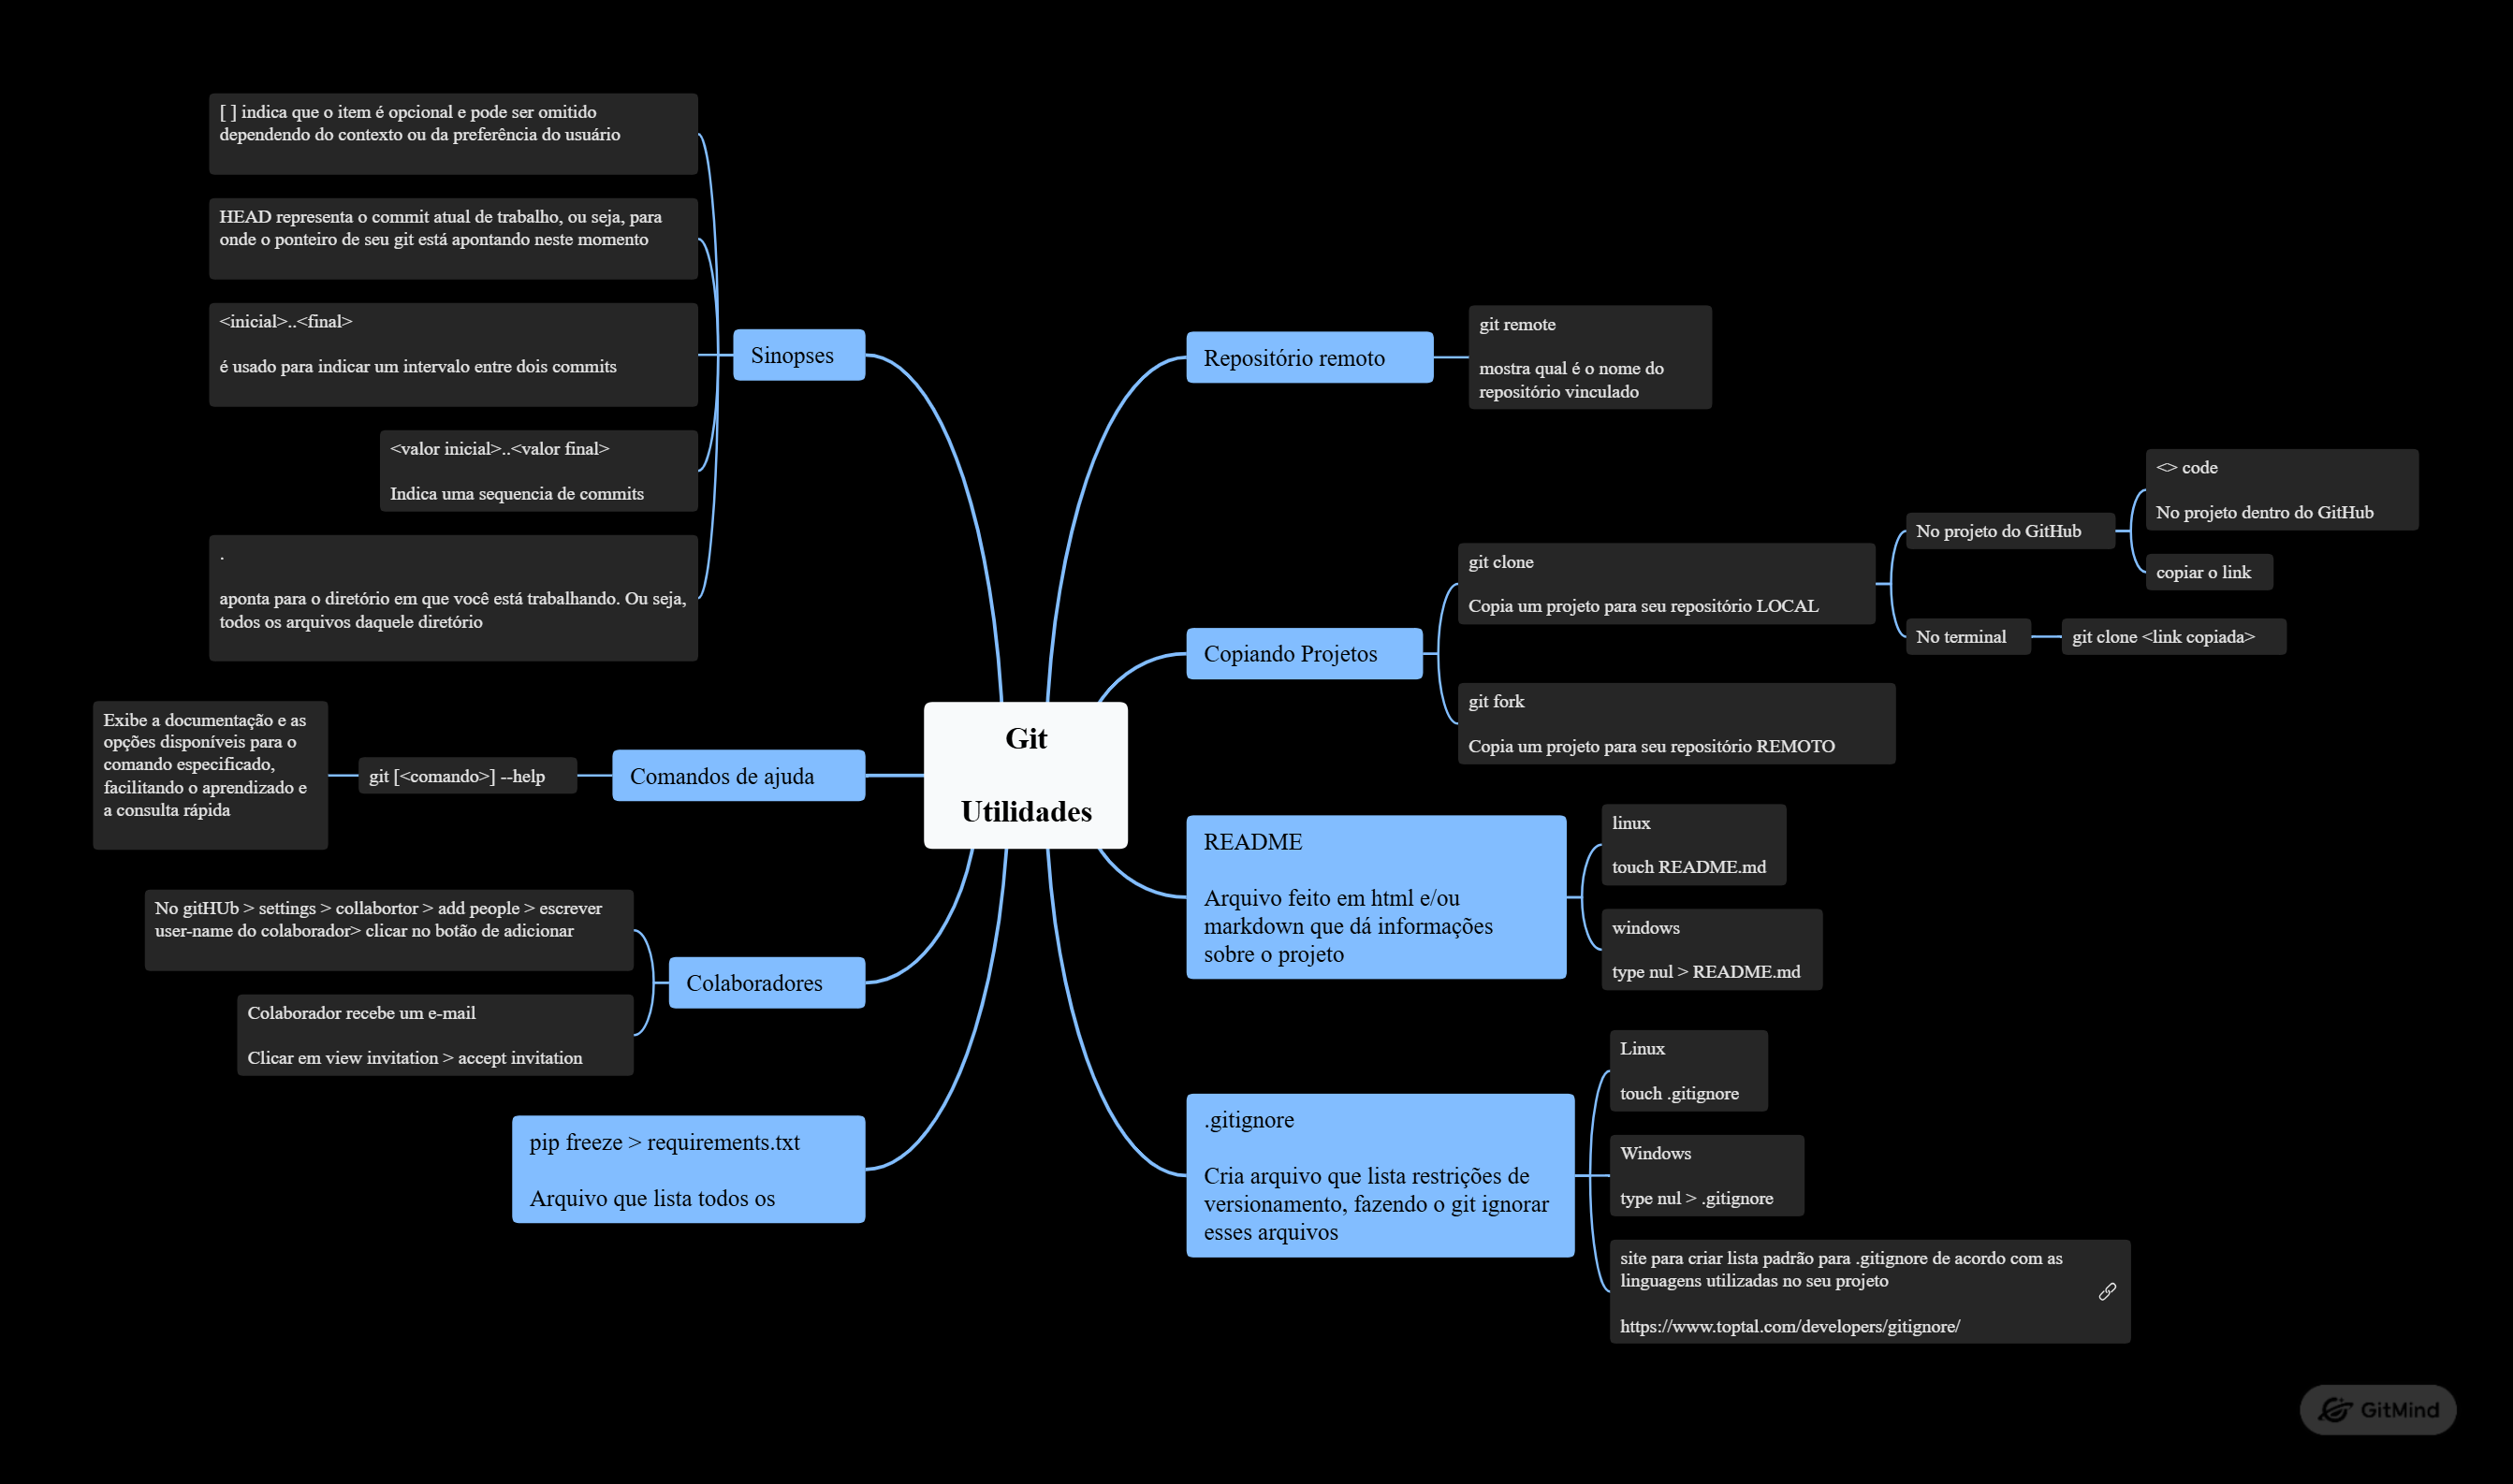 Git
Utilidades
Sinopses
[ ] indica que o item é opcional e pode ser omitido
dependendo do contexto ou da preferência do usuário
HEAD representa o commit atual de trabalho, ou seja, para
onde o ponteiro de seu git está apontando neste momento
<inicial>..<final>
é usado para indicar um intervalo entre dois commits
<valor inicial>..<valor final>
Indica uma sequencia de commits
.
aponta para o diretório em que você está trabalhando. Ou seja,
todos os arquivos daquele diretório
Comandos de ajuda
git [<comando>] --help
Exibe a documentação e as
opções disponíveis para o
comando especificado,
facilitando o aprendizado e
a consulta rápida
Colaboradores
No gitHUb > settings > collabortor > add people > escrever
user-name do colaborador> clicar no botão de adicionar
Colaborador recebe um e-mail
Clicar em view invitation > accept invitation
pip freeze > requirements.txt
Arquivo que lista todos os
Repositório remoto
git remote
mostra qual é o nome do
repositório vinculado
Copiando Projetos
git clone
Copia um projeto para seu repositório LOCAL
No projeto do GitHub
<> code
No projeto dentro do GitHub
copiar o link
No terminal
git clone <link copiada>
git fork
Copia um projeto para seu repositório REMOTO
README
Arquivo feito em html e/ou
markdown que dá informações
sobre o projeto
linux
touch README.md
windows
type nul > README.md
.gitignore
Cria arquivo que lista restrições de
versionamento, fazendo o git ignorar
esses arquivos
Linux
touch .gitignore
Windows
type nul > .gitignore
site para criar lista padrão para .gitignore de acordo com as
linguagens utilizadas no seu projeto
https://www.toptal.com/developers/gitignore/
GitMind